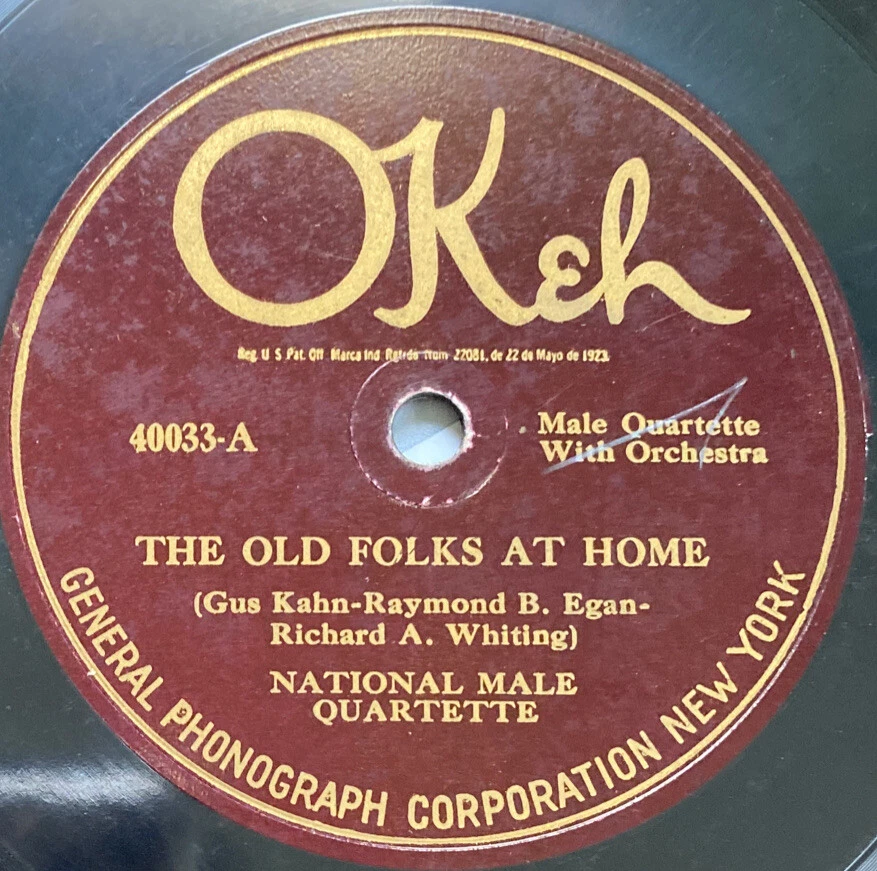 OKeh
Reg. U S Pat. Off. Marca Ind Retrde num 22081, de 22 de Mayo de 1923.
40033-A
Male Quartette
With Orchestra
THE OLD FOLKS AT HOME
(Gus Kahn-Raymond B. Egan-
Richard A. Whiting)
NATIONAL MALE
QUARTETTE
GENERAL PHONOGRAPH CORPORATION NEW YORK